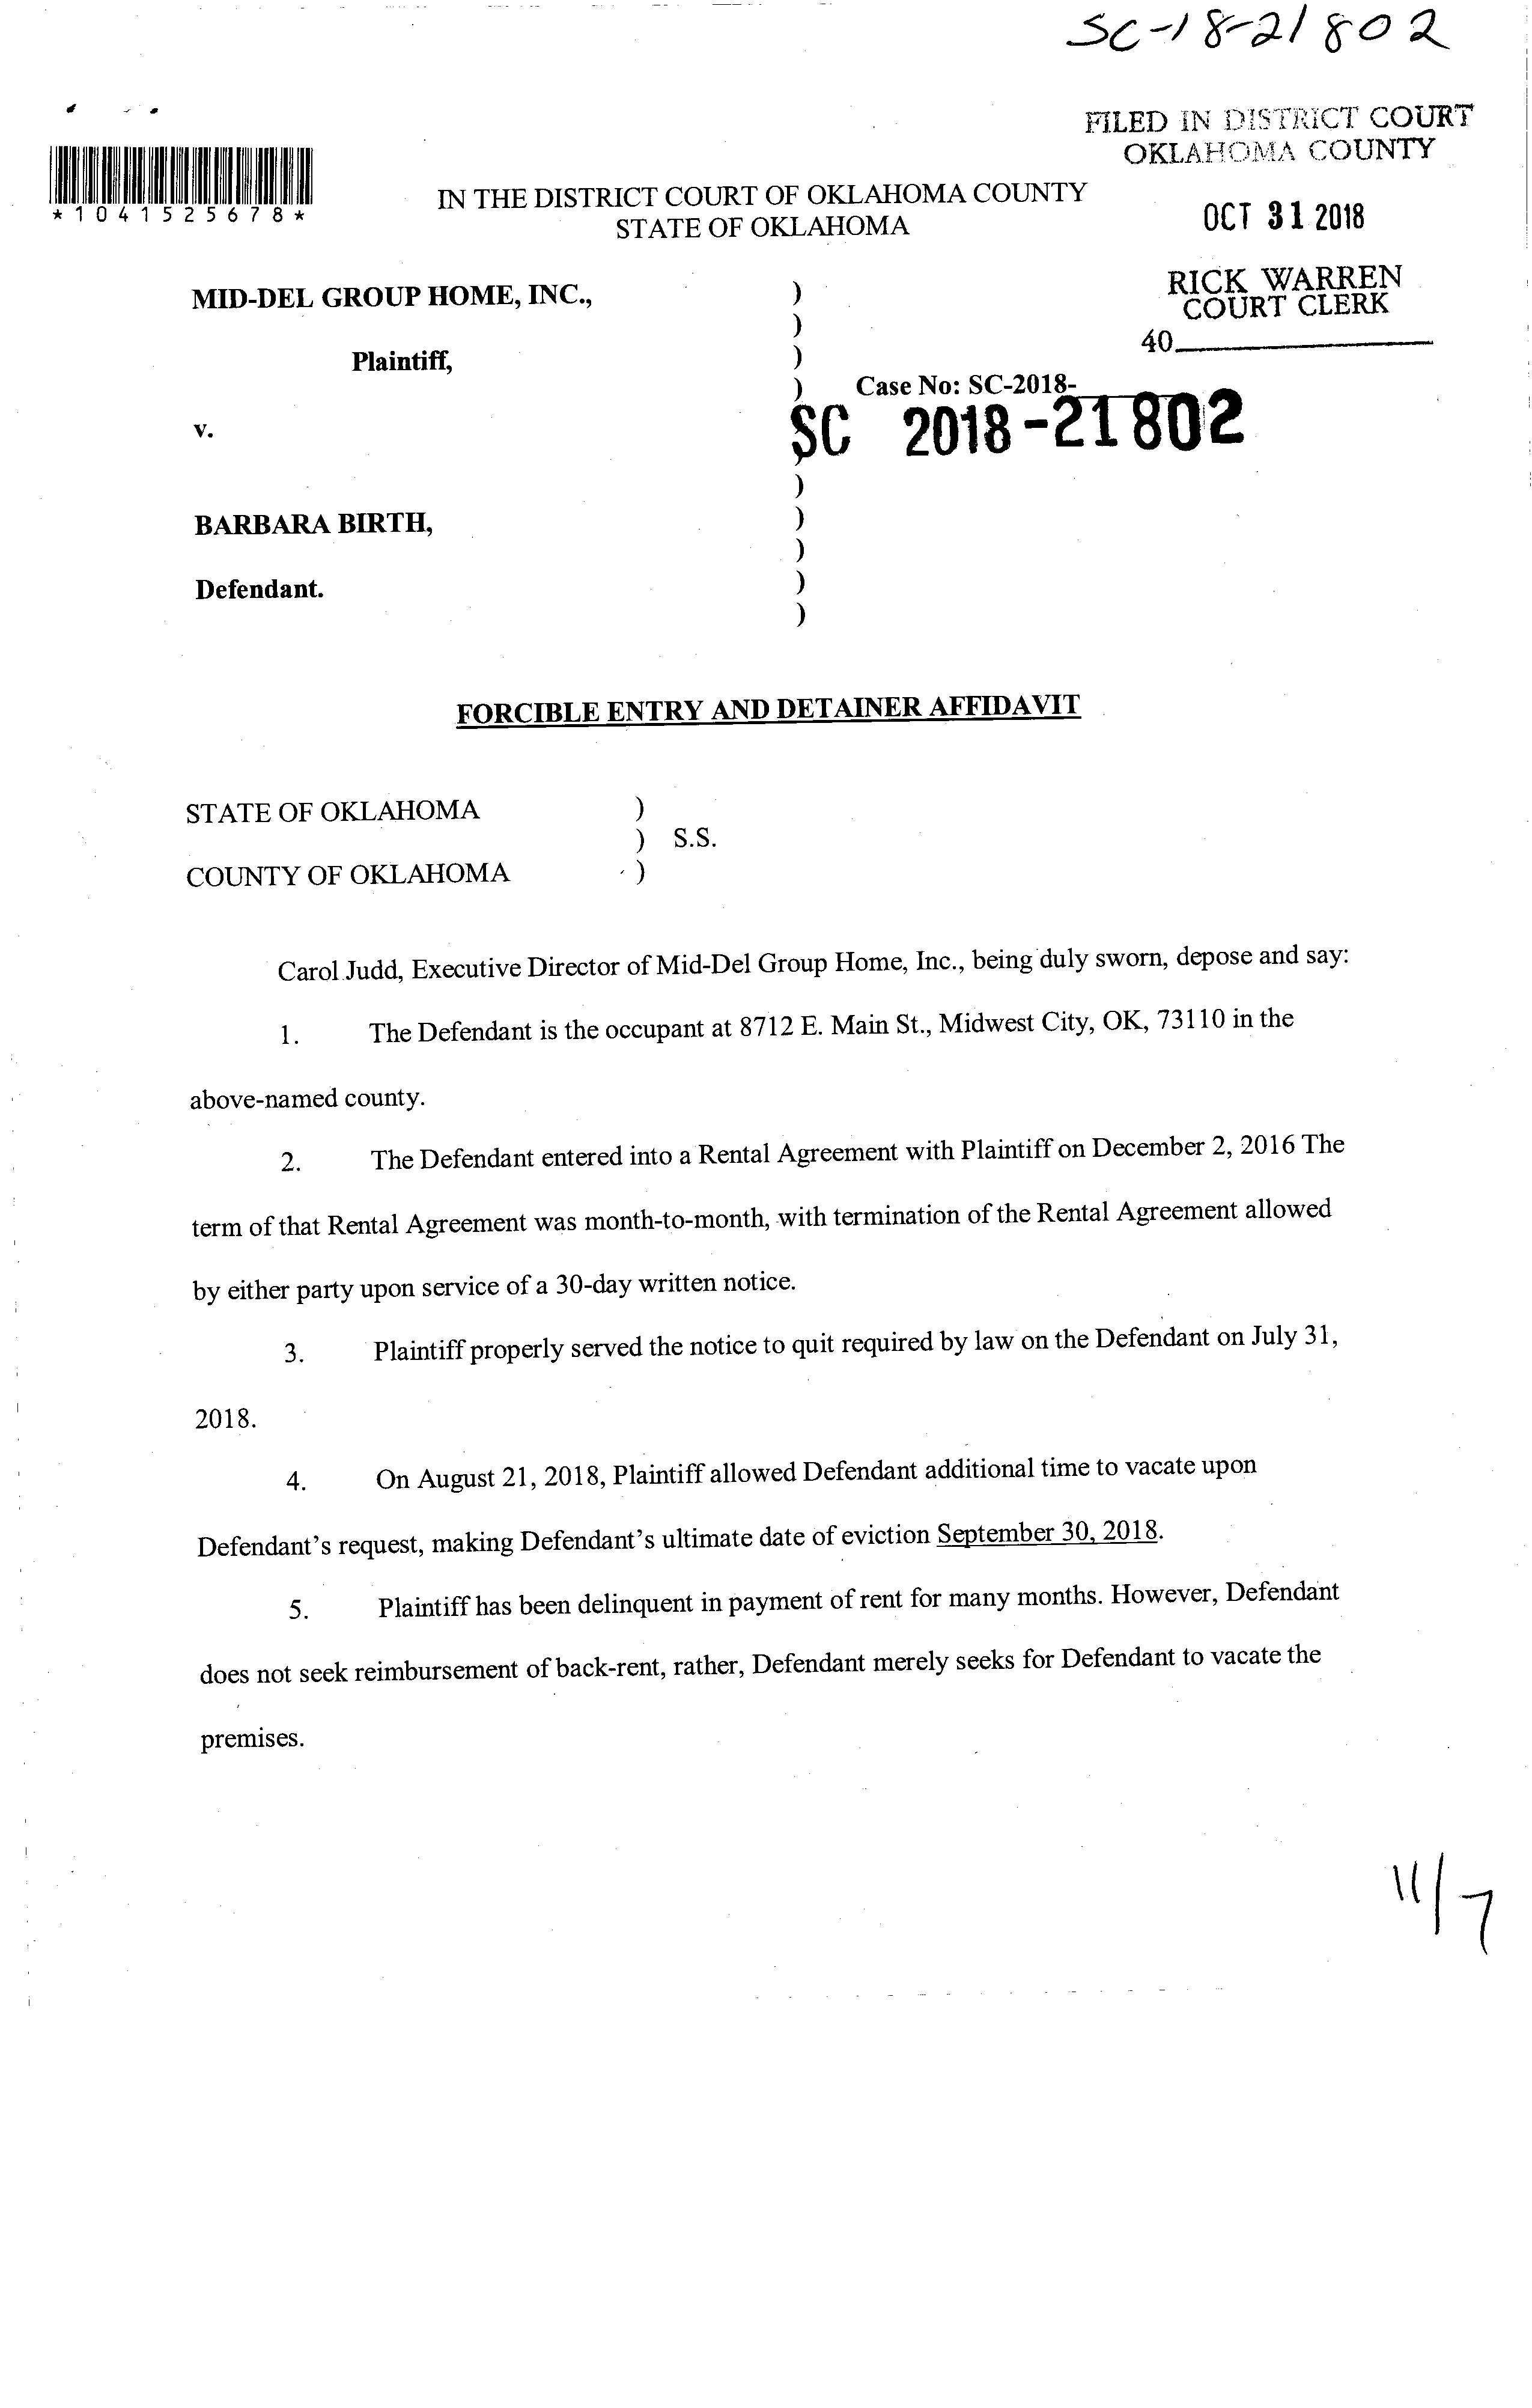 SC-18-21802
FILED IN DISTRICT COURT
OKLAHOMA COUNTY
*1041525678*
IN THE DISTRICT COURT OF OKLAHOMA COUNTY
STATE OF OKLAHOMA
OCT 31 2018
RICK WARREN
COURT CLERK
40
MID-DEL GROUP HOME, INC., )
)
Plaintiff, )
) Case No: SC-2018-
v.
SC 2018-21802
)
BARBARA BIRTH, )
)
Defendant. )
)
FORCIBLE ENTRY AND DETAINER AFFIDAVIT
STATE OF OKLAHOMA )
) S.S.
COUNTY OF OKLAHOMA )
Carol Judd, Executive Director of Mid-Del Group Home, Inc., being duly sworn, depose and say:
1. The Defendant is the occupant at 8712 E. Main St., Midwest City, OK, 73110 in the
above-named county.
2. The Defendant entered into a Rental Agreement with Plaintiff on December 2, 2016 The
term of that Rental Agreement was month-to-month, with termination of the Rental Agreement allowed
by either party upon service of a 30-day written notice.
3. Plaintiff properly served the notice to quit required by law on the Defendant on July 31,
2018.
4. On August 21, 2018, Plaintiff allowed Defendant additional time to vacate upon
Defendant's request, making Defendant's ultimate date of eviction September 30, 2018.
5. Plaintiff has been delinquent in payment of rent for many months. However, Defendant
does not seek reimbursement of back-rent, rather, Defendant merely seeks for Defendant to vacate the
premises.
11/7